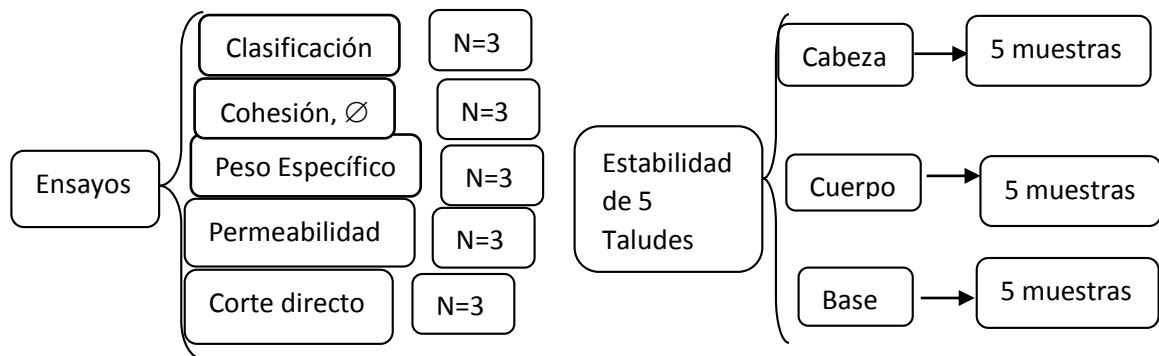 Ensayos
Clasificación
N=3
Cohesión, ∅
N=3
Peso Específico
N=3
Permeabilidad
N=3
Corte directo
N=3
Estabilidad
de 5
Taludes
Cabeza
5 muestras
Cuerpo
5 muestras
Base
5 muestras